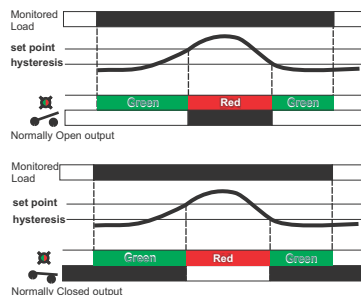 Monitored
Load
set point
hysteresis
Green Red Green
Normally Open output
Monitored
Load
set point
hysteresis
Green Red Green
Normally Closed output